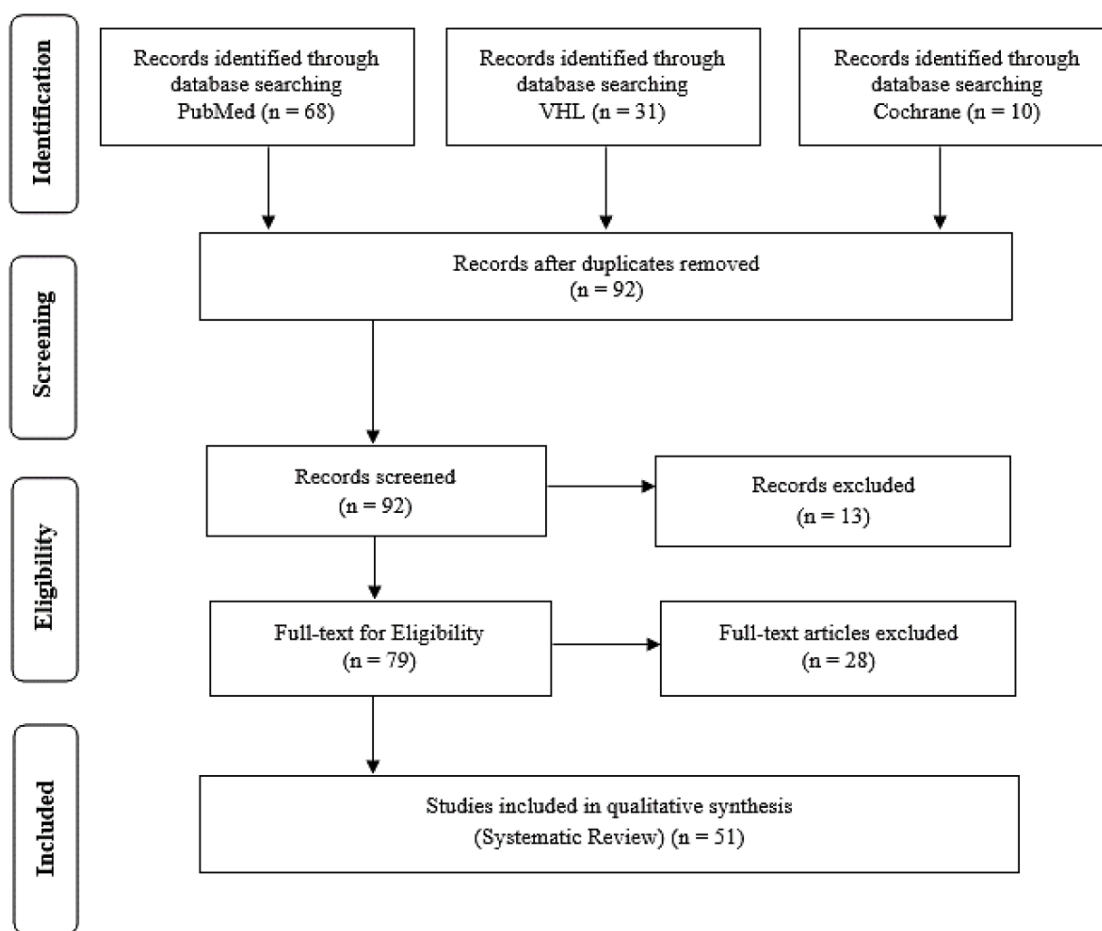 Identification
Records identified through
database searching
PubMed (n = 68)
Records identified through
database searching
VHL (n = 31)
Records identified through
database searching
Cochrane (n = 10)
Screening
Records after duplicates removed
(n = 92)
Eligibility
Records screened
(n = 92)
Records excluded
(n = 13)
Full-text for Eligibility
(n = 79)
Full-text articles excluded
(n = 28)
Included
Studies included in qualitative synthesis
(Systematic Review) (n = 51)